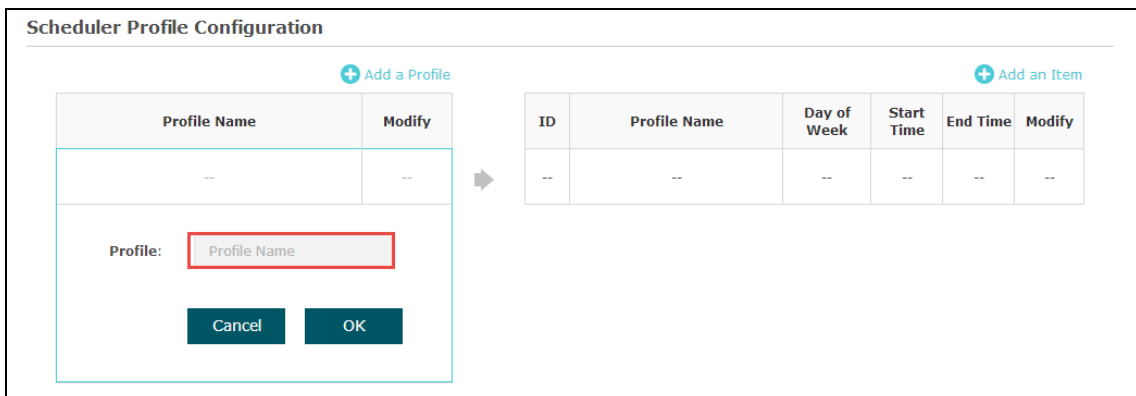 Scheduler Profile Configuration
Add a Profile
Profile Name Modify
-- --
Profile: Profile Name
Cancel OK
Add an Item
ID Profile Name Day of Week Start Time End Time Modify
-- -- -- -- -- --